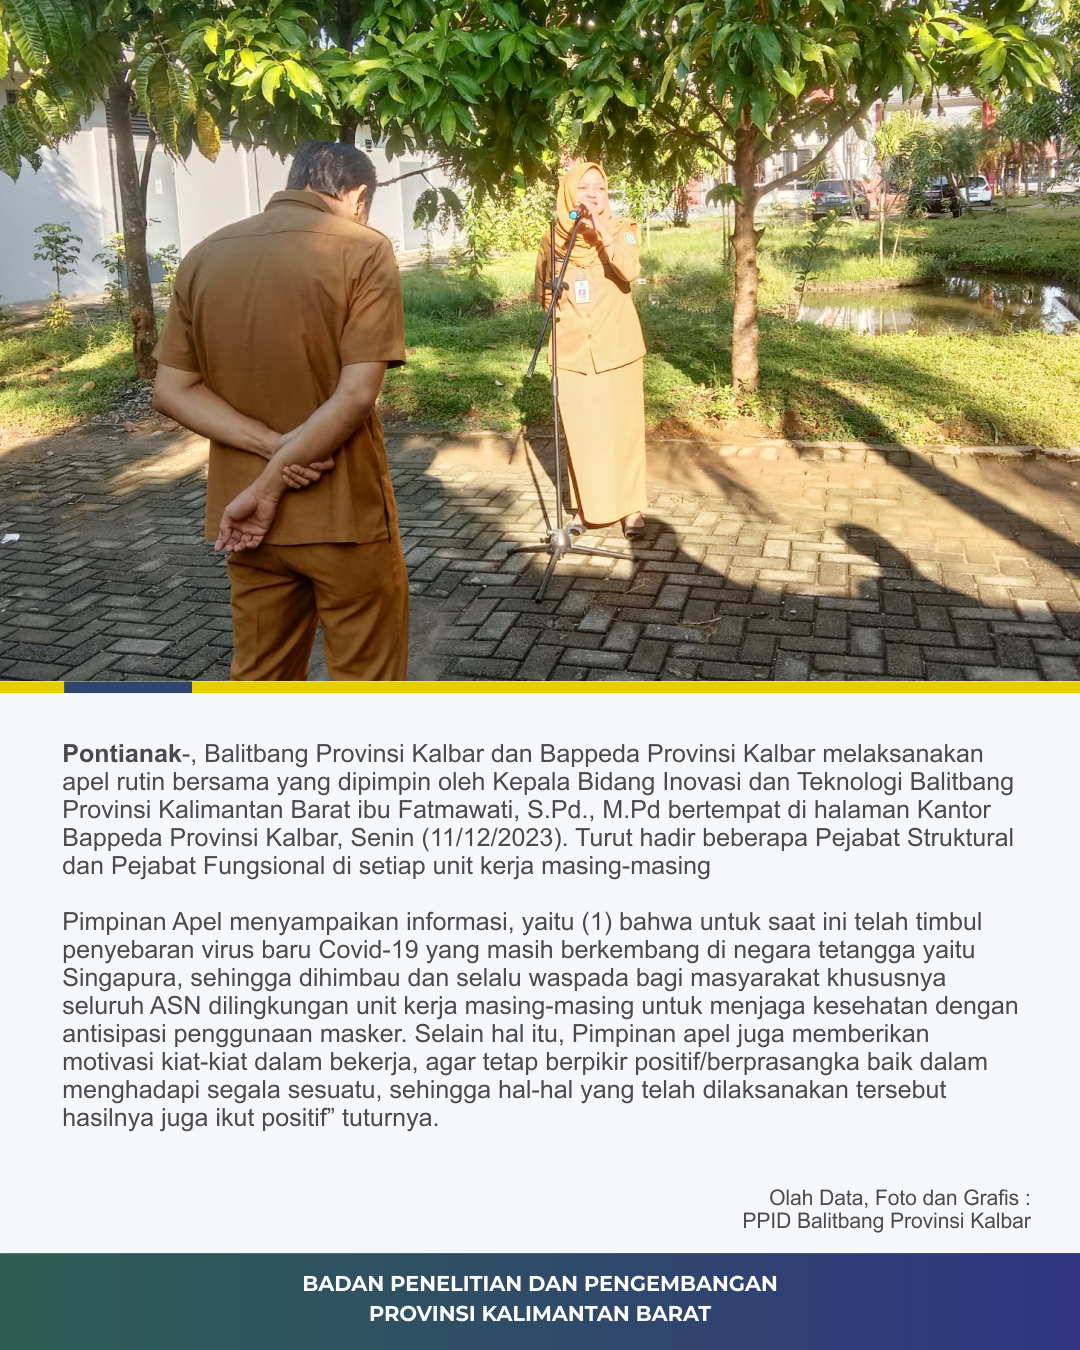 Pontianak-, Balitbang Provinsi Kalbar dan Bappeda Provinsi Kalbar melaksanakan
apel rutin bersama yang dipimpin oleh Kepala Bidang Inovasi dan Teknologi Balitbang
Provinsi Kalimantan Barat ibu Fatmawati, S.Pd., M.Pd bertempat di halaman Kantor
Bappeda Provinsi Kalbar, Senin (11/12/2023). Turut hadir beberapa Pejabat Struktural
dan Pejabat Fungsional di setiap unit kerja masing-masing
Pimpinan Apel menyampaikan informasi, yaitu (1) bahwa untuk saat ini telah timbul
penyebaran virus baru Covid-19 yang masih berkembang di negara tetangga yaitu
Singapura, sehingga dihimbau dan selalu waspada bagi masyarakat khususnya
seluruh ASN dilingkungan unit kerja masing-masing untuk menjaga kesehatan dengan
antisipasi penggunaan masker. Selain hal itu, Pimpinan apel juga memberikan
motivasi kiat-kiat dalam bekerja, agar tetap berpikir positif/berprasangka baik dalam
menghadapi segala sesuatu, sehingga hal-hal yang telah dilaksanakan tersebut
hasilnya juga ikut positif” tuturnya.
Olah Data, Foto dan Grafis :
PPID Balitbang Provinsi Kalbar
BADAN PENELITIAN DAN PENGEMBANGAN
PROVINSI KALIMANTAN BARAT